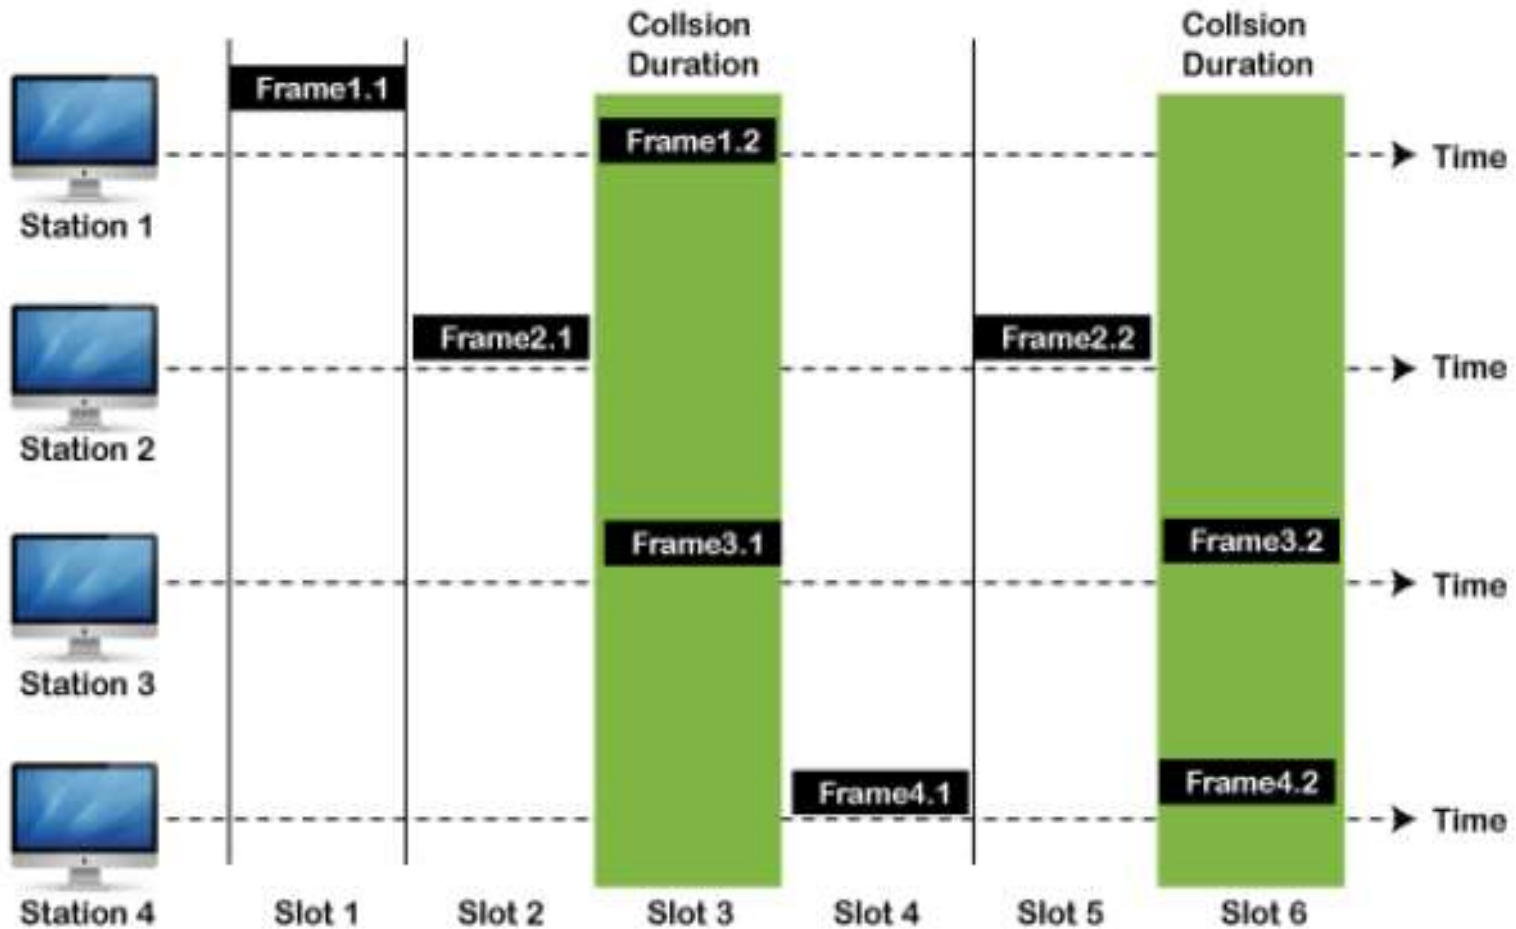 Collsion
Duration
Collsion
Duration
Frame1.1
Frame1.2
Time
Station 1
Frame2.1
Frame2.2
Time
Station 2
Frame3.1
Frame3.2
Time
Station 3
Frame4.1
Frame4.2
Time
Station 4
Slot 1
Slot 2
Slot 3
Slot 4
Slot 5
Slot 6